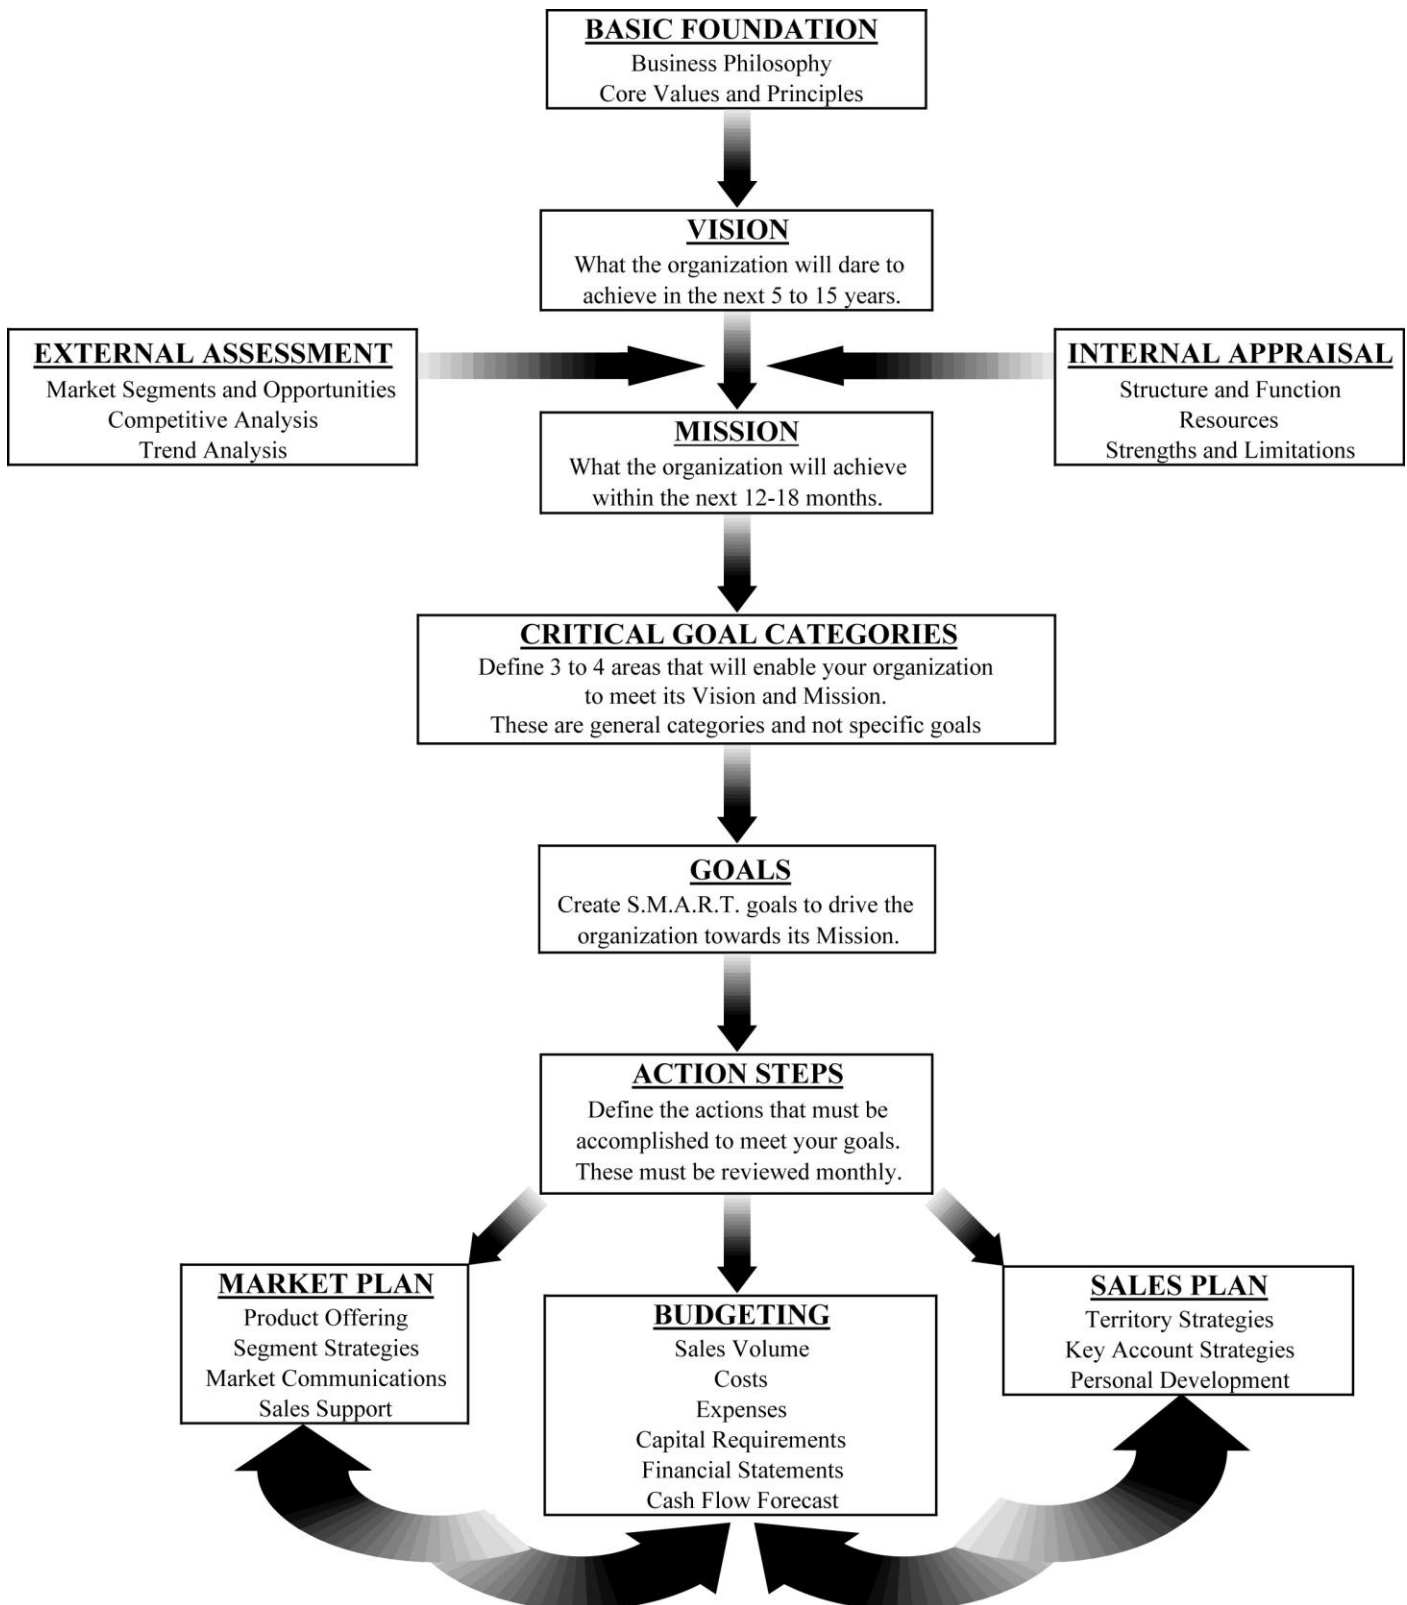 BASIC FOUNDATION
Business Philosophy
Core Values and Principles
VISION
What the organization will dare to
achieve in the next 5 to 15 years.
EXTERNAL ASSESSMENT
Market Segments and Opportunities
Competitive Analysis
Trend Analysis
INTERNAL APPRAISAL
Structure and Function
Resources
Strengths and Limitations
MISSION
What the organization will achieve
within the next 12-18 months.
CRITICAL GOAL CATEGORIES
Define 3 to 4 areas that will enable your organization
to meet its Vision and Mission.
These are general categories and not specific goals
GOALS
Create S.M.A.R.T. goals to drive the
organization towards its Mission.
ACTION STEPS
Define the actions that must be
accomplished to meet your goals.
These must be reviewed monthly.
MARKET PLAN
Product Offering
Segment Strategies
Market Communications
Sales Support
BUDGETING
Sales Volume
Costs
Expenses
Capital Requirements
Financial Statements
Cash Flow Forecast
SALES PLAN
Territory Strategies
Key Account Strategies
Personal Development